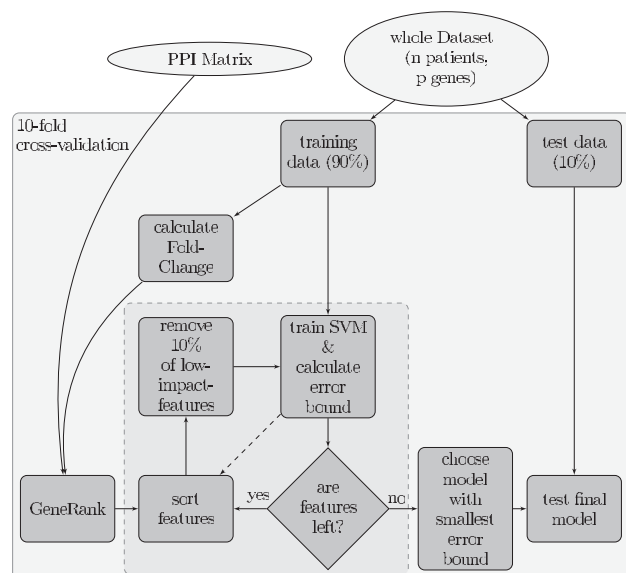 whole Dataset
(n patients,
p genes)
PPI Matrix
10-fold
cross-validation
training
data (90%)
test data
(10%)
calculate
Fold-
Change
remove
10%
of low-
impact-
features
train SVM
&
calculate
error
bound
GeneRank
sort
features
yes
are
features
left?
no
choose
model
with
smallest
error
bound
test final
model